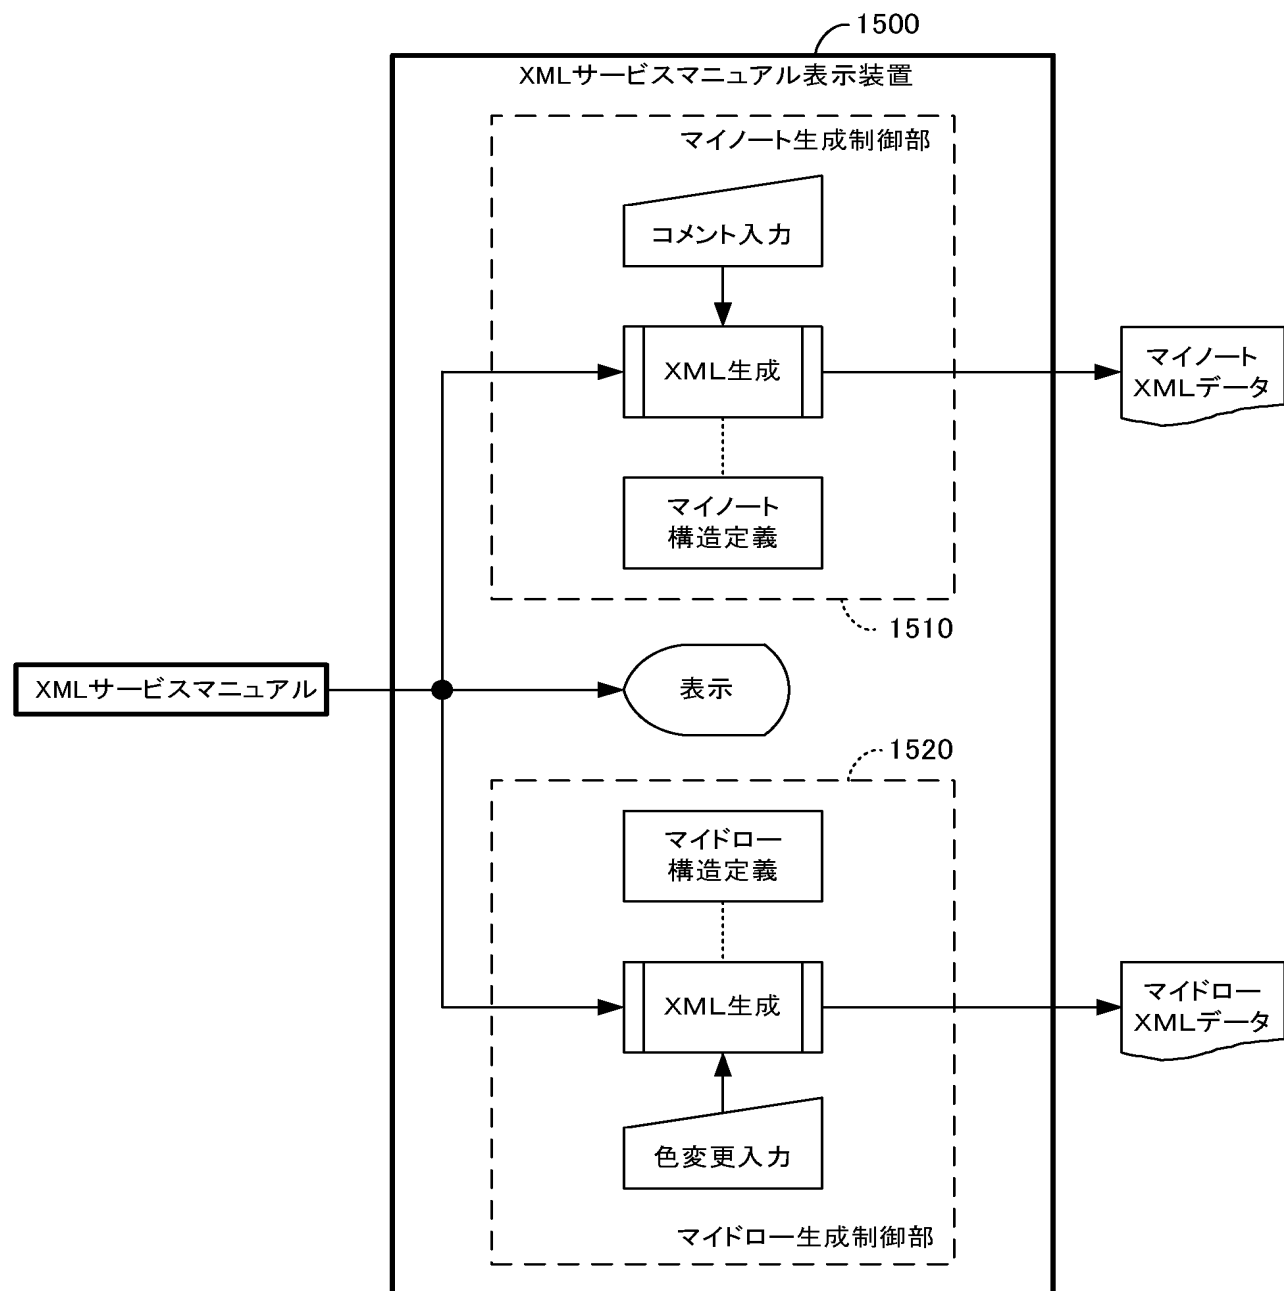 1500
XMLサービスマニュアル表示装置
マイノート生成制御部
コメント入力
XML生成
マイノート
XMLデータ
マイノート
構造定義
1510
XMLサービスマニュアル
表示
1520
マイドロー
構造定義
XML生成
マイドロー
XMLデータ
色変更入力
マイドロー生成制御部